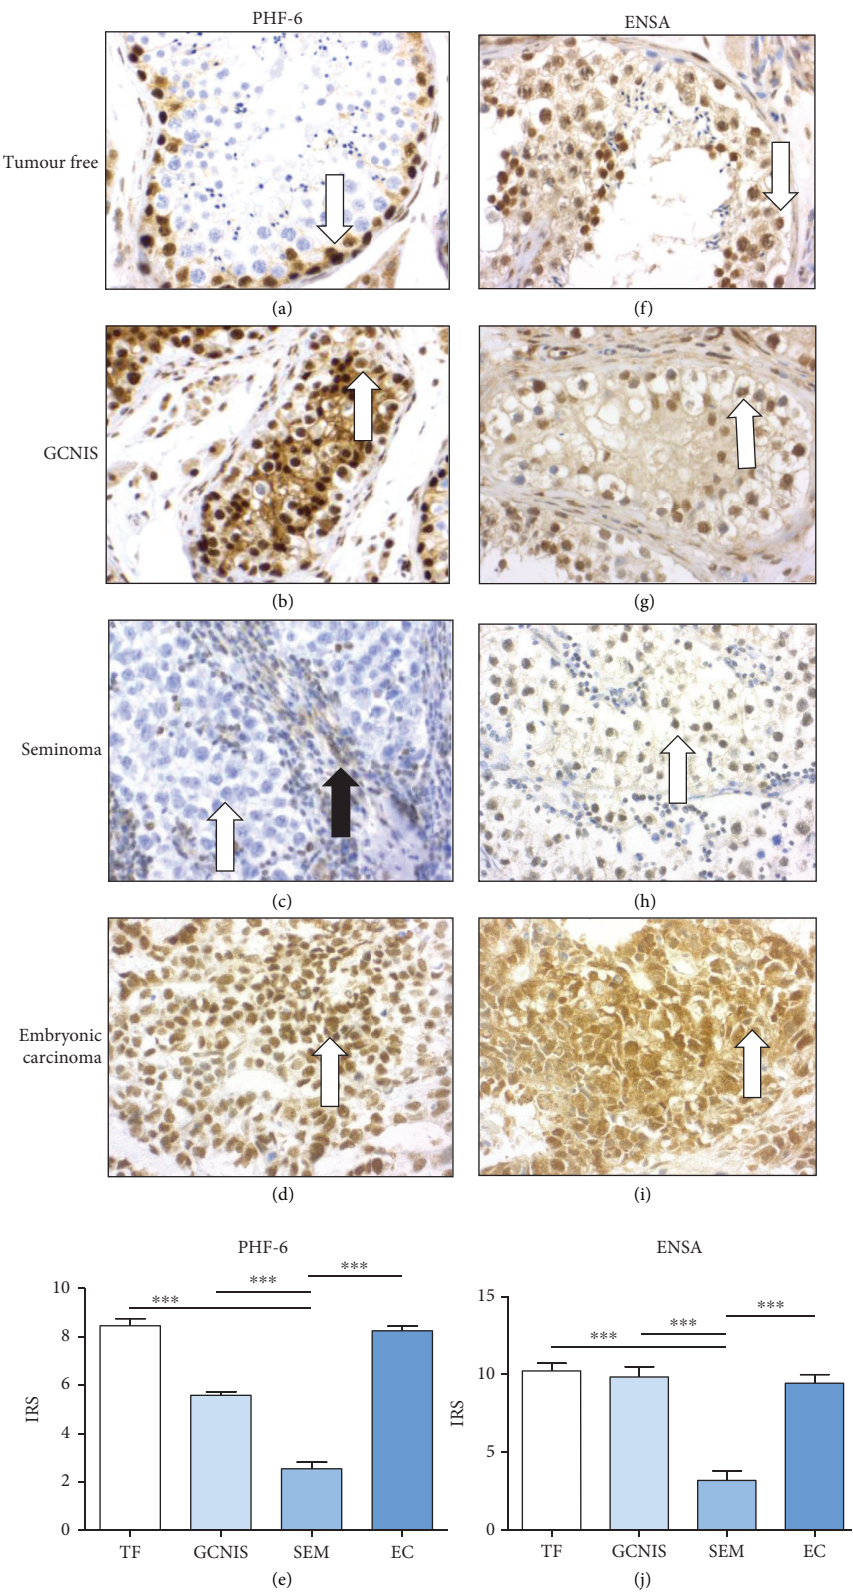 PHF-6
ENSA
Tumour free
(a)
(f)
GCNIS
(b)
(g)
Seminoma
(c)
(h)
Embryonic
carcinoma
(d)
(i)
PHF-6
10
8
6
4
2
0
IRS
***
***
***
TF
GCNIS
SEM
EC
(e)
ENSA
15
10
5
0
IRS
***
***
***
TF
GCNIS
SEM
EC
(j)